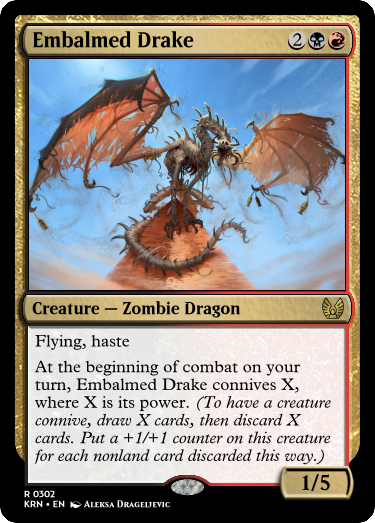 Embalmed Drake 2
Creature — Zombie Dragon
Flying, haste
At the beginning of combat on your
turn, Embalmed Drake connives X,
where X is its power. (To have a creature
connive, draw X cards, then discard X
cards. Put a +1/+1 counter on this creature
for each nonland card discarded this way.)
1/5
R 0302
KRN • EN Aleksa Drageljevic